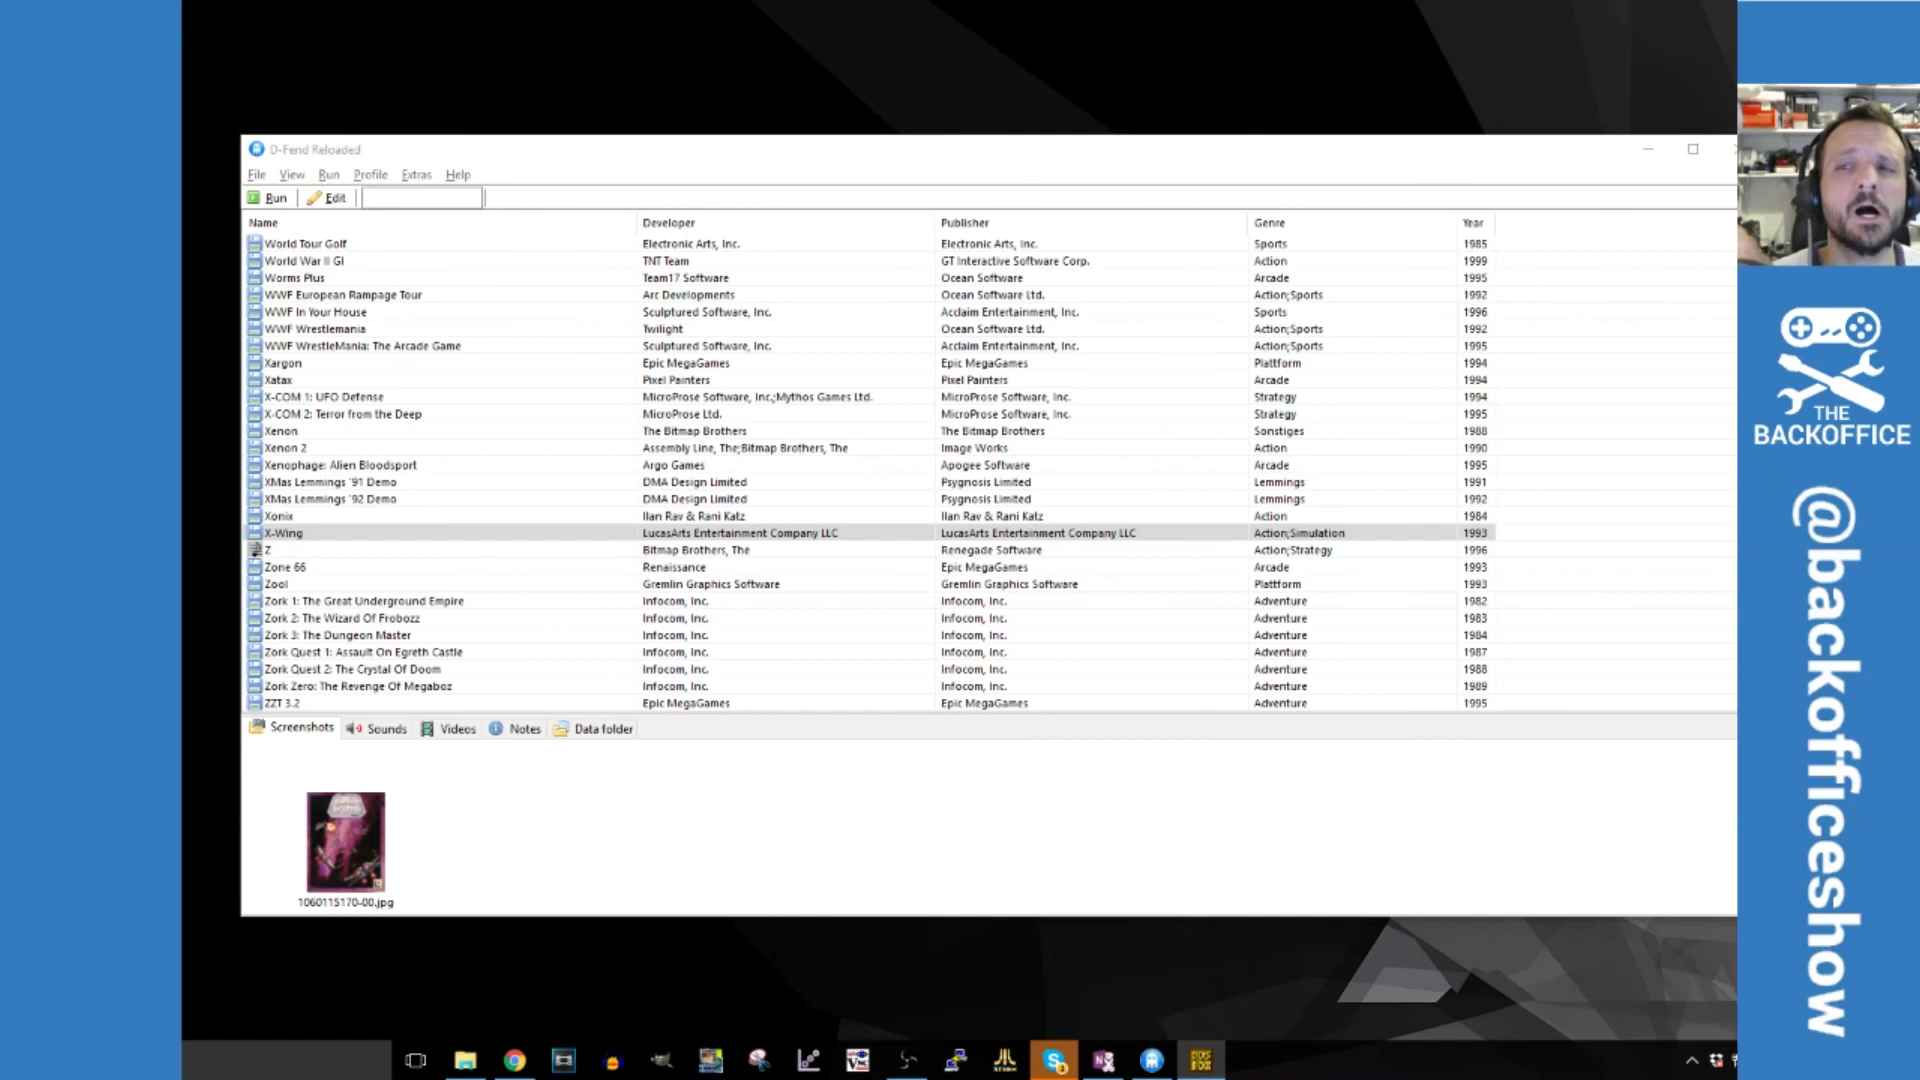 D-Fend Reloaded
File View Run Profile Extras Help
Run Edit
Name Developer Publisher Genre Year
World Tour Golf Electronic Arts, Inc. Electronic Arts, Inc. Sports 1985
World War II GI TNT Team GT Interactive Software Corp. Action 1999
Worms Plus Team17 Software Ocean Software Arcade 1995
WWF European Rampage Tour Arc Developments Ocean Software Ltd. Action;Sports 1992
WWF In Your House Sculptured Software, Inc. Acclaim Entertainment, Inc. Sports 1996
WWF Wrestlemania Twilight Ocean Software Ltd. Action;Sports 1992
WWF WrestleMania: The Arcade Game Sculptured Software, Inc. Acclaim Entertainment, Inc. Action;Sports 1995
Xargon Epic MegaGames Epic MegaGames Plattform 1994
Xatax Pixel Painters Pixel Painters Arcade 1994
X-COM 1: UFO Defense MicroProse Software, Inc.;Mythos Games Ltd. MicroProse Software, Inc. Strategy 1994
X-COM 2: Terror from the Deep MicroProse Ltd. MicroProse Software, Inc. Strategy 1995
Xenon The Bitmap Brothers The Bitmap Brothers Sonstiges 1988
Xenon 2 Assembly Line, The;Bitmap Brothers, The Image Works Action 1990
Xenophage: Alien Bloodsport Argo Games Apogee Software Arcade 1995
XMas Lemmings '91 Demo DMA Design Limited Psygnosis Limited Lemmings 1991
XMas Lemmings '92 Demo DMA Design Limited Psygnosis Limited Lemmings 1992
Xonix Ilan Rav & Rani Katz Ilan Rav & Rani Katz Action 1984
X-Wing LucasArts Entertainment Company LLC LucasArts Entertainment Company LLC Action;Simulation 1993
Z Bitmap Brothers, The Renegade Software Action;Strategy 1996
Zone 66 Renaissance Epic MegaGames Arcade 1993
Zool Gremlin Graphics Software Gremlin Graphics Software Plattform 1993
Zork 1: The Great Underground Empire Infocom, Inc. Infocom, Inc. Adventure 1982
Zork 2: The Wizard Of Frobozz Infocom, Inc. Infocom, Inc. Adventure 1983
Zork 3: The Dungeon Master Infocom, Inc. Infocom, Inc. Adventure 1984
Zork Quest 1: Assault On Egreth Castle Infocom, Inc. Infocom, Inc. Adventure 1987
Zork Quest 2: The Crystal Of Doom Infocom, Inc. Infocom, Inc. Adventure 1988
Zork Zero: The Revenge Of Megaboz Infocom, Inc. Infocom, Inc. Adventure 1989
ZZT 3.2 Epic MegaGames Epic MegaGames Adventure 1995
Screenshots Sounds Videos Notes Data folder
1060115170-00.jpg
THE
BACKOFFICE
@backofficeshow